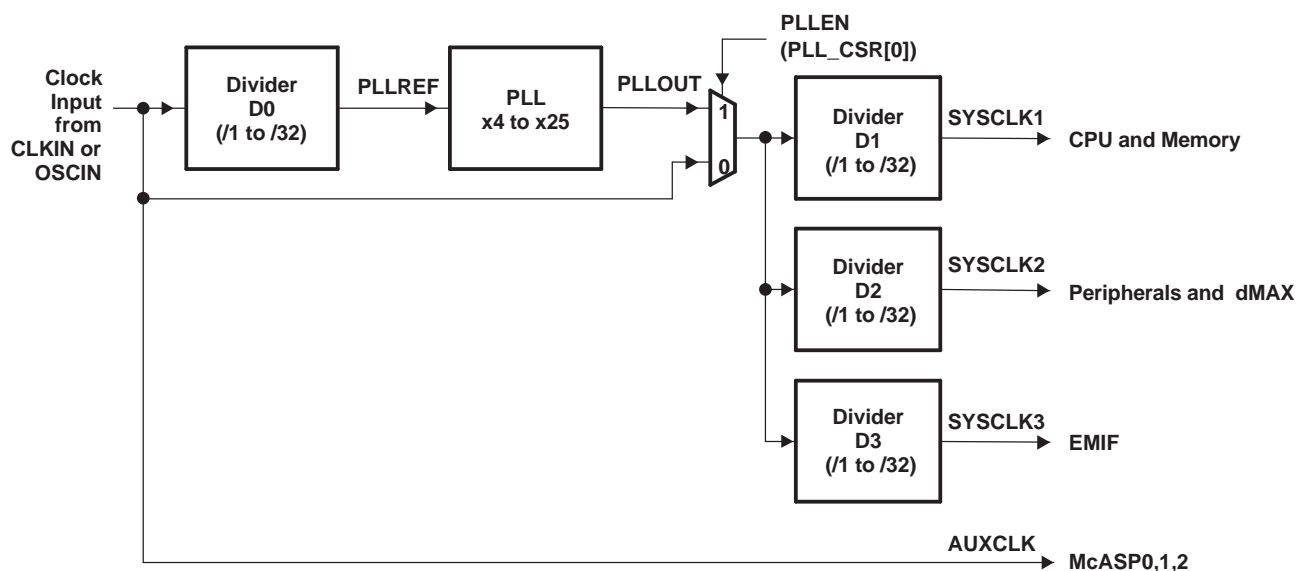 PLLEN
(PLL_CSR[0])
Clock
Input
from
CLKIN or
OSCIN
Divider
D0
(/1 to /32)
PLLREF
PLL
x4 to x25
PLLOUT
1
0
Divider
D1
(/1 to /32)
SYSCLK1
CPU and Memory
Divider
D2
(/1 to /32)
SYSCLK2
Peripherals and dMAX
Divider
D3
(/1 to /32)
SYSCLK3
EMIF
AUXCLK
McASP0,1,2